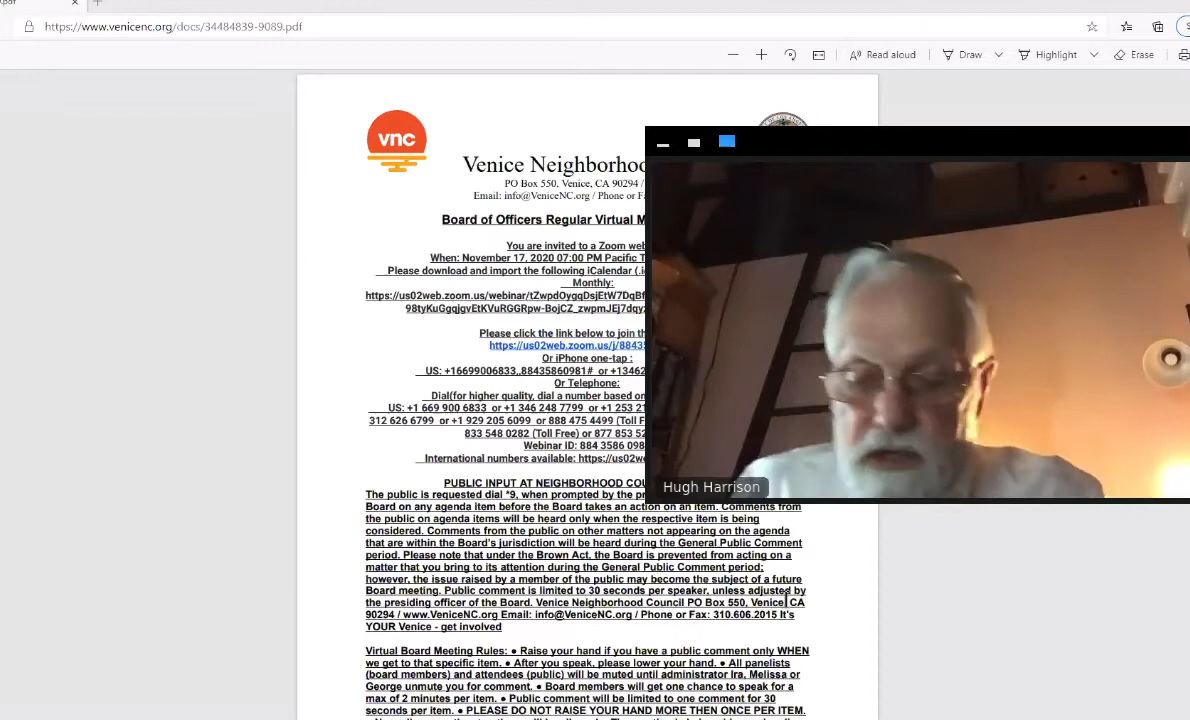 .pdf
https://www.venicenc.org/docs/34484839-9089.pdf
Read aloud
Draw
Highlight
Erase
vnc
Venice Neighborhoo
PO Box 550, Venice, CA 90294 /
Email: info@VeniceNC.org / Phone or Fa
Board of Officers Regular Virtual M
You are invited to a Zoom web
When: November 17, 2020 07:00 PM Pacific T
Please download and import the following iCalendar (.i
Monthly:
https://us02web.zoom.us/webinar/
Please click the link below to join th
https://us02web.zoom.us/j/8843
Or iPhone one-tap :
US: +16699006833,,88435860981# or +13462
Or Telephone:
Dial(for higher quality, dial a number based on
US: +1 669 900 6833 or +1 346 248 7799 or +1 253 21
312 626 6799 or +1 929 205 6099 or 888 475 4499 (Toll F
833 548 0282 (Toll Free) or 877 853 52
Webinar ID: 884 3586 098
International numbers available: https://us02w
PUBLIC INPUT AT NEIGHBORHOOD COU
The public is requested dial *9, when prompted by the pr
Board on any agenda item before the Board takes an action on an item. Comments from
the public on agenda items will be heard only when the respective item is being
considered. Comments from the public on other matters not appearing on the agenda
that are within the Board's jurisdiction will be heard during the General Public Comment
period. Please note that under the Brown Act, the Board is prevented from acting on a
matter that you bring to its attention during the General Public Comment period;
however, the issue raised by a member of the public may become the subject of a future
Board meeting. Public comment is limited to 30 seconds per speaker, unless adjusted by
the presiding officer of the Board. Venice Neighborhood Council PO Box 550, Venice CA
90294 / www.VeniceNC.org Email: info@VeniceNC.org / Phone or Fax: 310.606.2015 It's
YOUR Venice - get involved
Virtual Board Meeting Rules: ● Raise your hand if you have a public comment only WHEN
we get to that specific item. ● After you speak, please lower your hand. ● All panelists
(board members) and attendees (public) will be muted until administrator Ira, Melissa or
George unmute you for comment. ● Board members will get one chance to speak for a
max of 2 minutes per item. ● Public comment will be limited to one comment for 30
seconds per item. ● PLEASE DO NOT RAISE YOUR HAND MORE THEN ONCE PER ITEM.
Hugh Harrison